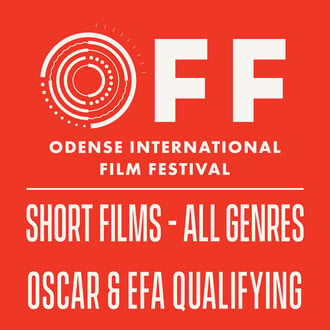 OFF
ODENSE INTERNATIONAL
FILM FESTIVAL
SHORT FILMS - ALL GENRES
OSCAR & EFA QUALIFYING